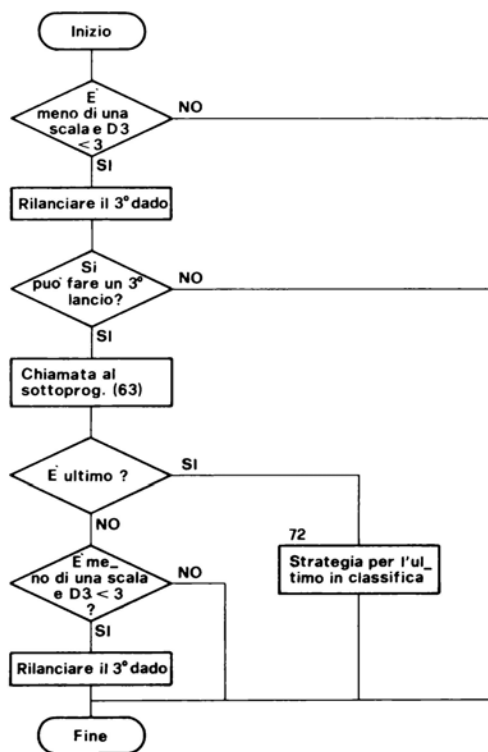 Inizio
E'
meno di una
scala e D3
< 3
NO
SI
Rilanciare il 3° dado
Si
puo' fare un 3°
lancio?
NO
SI
Chiamata al
sottoprog. (63)
E' ultimo ?
SI
NO
72
Strategia per l'ul_
timo in classifica
E' me_
no di una scala
e D3 < 3
?
NO
SI
Rilanciare il 3° dado
Fine